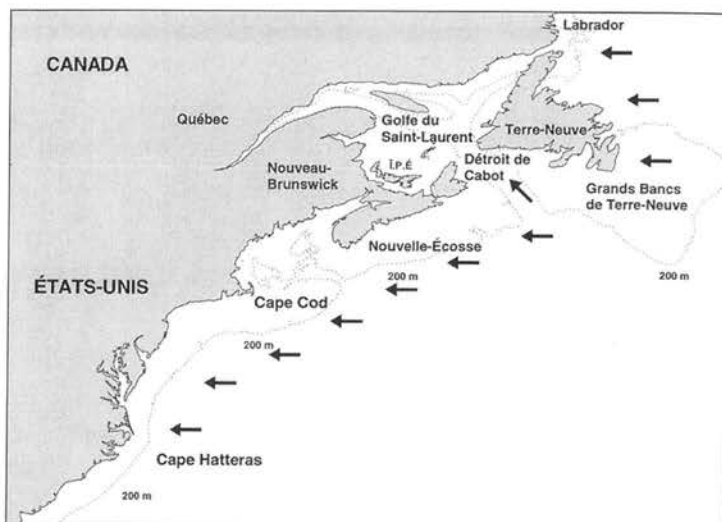 Labrador
CANADA
Québec
Golfe du
Saint-Laurent
Terre-Neuve
Î.P.É
Détroit de
Cabot
Nouveau-
Brunswick
Grands Bancs
de Terre-Neuve
Nouvelle-Écosse
200 m
200 m
ÉTATS-UNIS
Cape Cod
200 m
Cape Hatteras
200 m